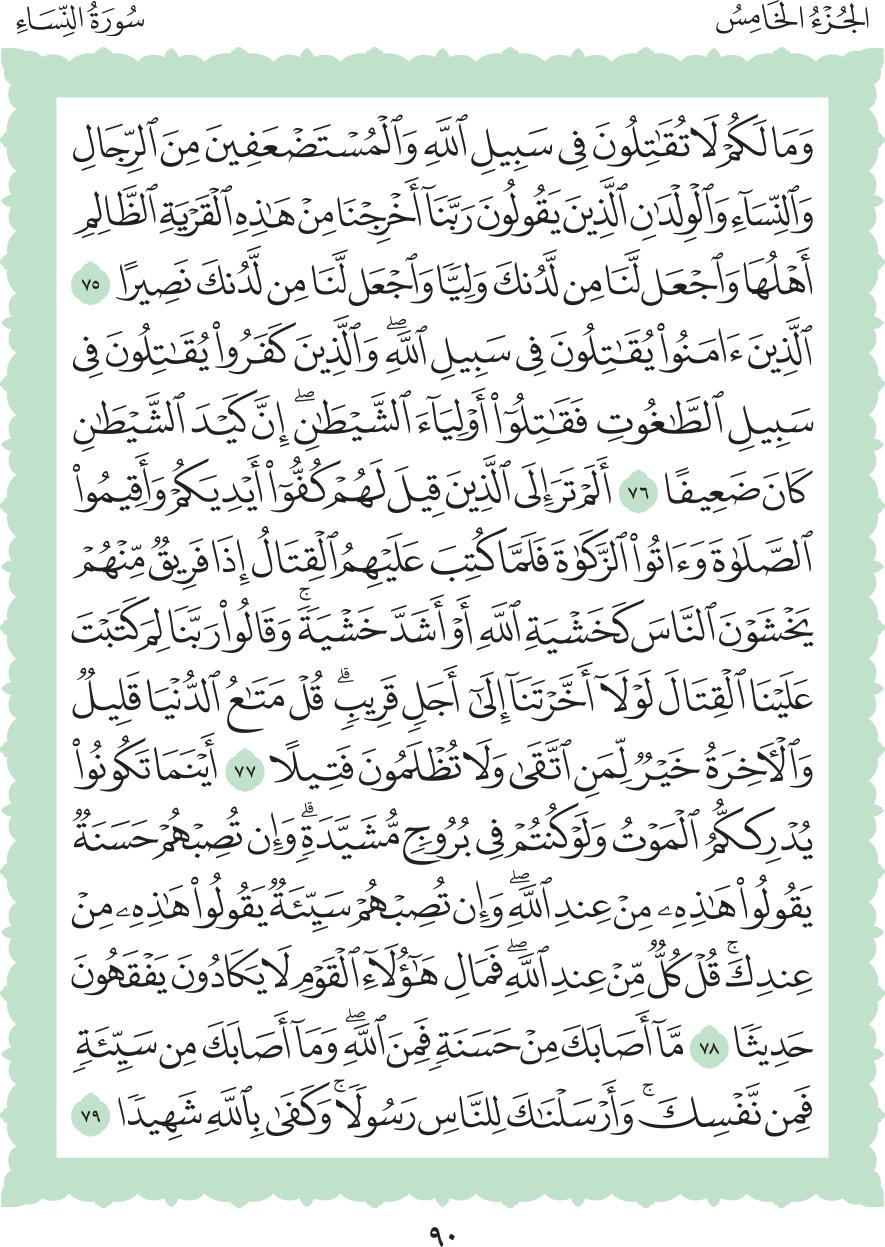 الجُزْءُ الخَامِسُ
سُورَةُ النِّسَاءِ
وَمَا لَكُمۡ لَا تُقَٰتِلُونَ فِي سَبِيلِ ٱللَّهِ وَٱلۡمُسۡتَضۡعَفِينَ مِنَ ٱلرِّجَالِ
وَٱلنِّسَآءِ وَٱلۡوِلۡدَٰنِ ٱلَّذِينَ يَقُولُونَ رَبَّنَآ أَخۡرِجۡنَا مِنۡ هَٰذِهِ ٱلۡقَرۡيَةِ ٱلظَّالِمِ
أَهۡلُهَا وَٱجۡعَل لَّنَا مِن لَّدُنكَ وَلِيّٗا وَٱجۡعَل لَّنَا مِن لَّدُنكَ نَصِيرًا ٧٥
ٱلَّذِينَ ءَامَنُواْ يُقَٰتِلُونَ فِي سَبِيلِ ٱللَّهِۖ وَٱلَّذِينَ كَفَرُواْ يُقَٰتِلُونَ فِي
سَبِيلِ ٱلطَّٰغُوتِ فَقَٰتِلُوٓاْ أَوۡلِيَآءَ ٱلشَّيۡطَٰنِۖ إِنَّ كَيۡدَ ٱلشَّيۡطَٰنِ
كَانَ ضَعِيفًا ٧٦ أَلَمۡ تَرَ إِلَى ٱلَّذِينَ قِيلَ لَهُمۡ كُفُّوٓاْ أَيۡدِيَكُمۡ وَأَقِيمُواْ
ٱلصَّلَوٰةَ وَءَاتُواْ ٱلزَّكَوٰةَ فَلَمَّا كُتِبَ عَلَيۡهِمُ ٱلۡقِتَالُ إِذَا فَرِيقٞ مِّنۡهُمۡ
يَخۡشَوۡنَ ٱلنَّاسَ كَخَشۡيَةِ ٱللَّهِ أَوۡ أَشَدَّ خَشۡيَةٗۚ وَقَالُواْ رَبَّنَا لِمَ كَتَبۡتَ
عَلَيۡنَا ٱلۡقِتَالَ لَوۡلَآ أَخَّرۡتَنَآ إِلَىٰٓ أَجَلٖ قَرِيبٖۗ قُلۡ مَتَٰعُ ٱلدُّنۡيَا قَلِيلٞ
وَٱلۡأٓخِرَةُ خَيۡرٞ لِّمَنِ ٱتَّقَىٰ وَلَا تُظۡلَمُونَ فَتِيلًا ٧٧ أَيۡنَمَا تَكُونُواْ
يُدۡرِككُّمُ ٱلۡمَوۡتُ وَلَوۡ كُنتُمۡ فِي بُرُوجٖ مُّشَيَّدَةٖۗ وَإِن تُصِبۡهُمۡ حَسَنَةٞ
يَقُولُواْ هَٰذِهِۦ مِنۡ عِندِ ٱللَّهِۖ وَإِن تُصِبۡهُمۡ سَيِّئَةٞ يَقُولُواْ هَٰذِهِۦ مِنۡ
عِندِكَۚ قُلۡ كُلّٞ مِّنۡ عِندِ ٱللَّهِۖ فَمَالِ هَٰٓؤُلَآءِ ٱلۡقَوۡمِ لَا يَكَادُونَ يَفۡقَهُونَ
حَدِيثٗا ٧٨ مَّآ أَصَابَكَ مِنۡ حَسَنَةٖ فَمِنَ ٱللَّهِۖ وَمَآ أَصَابَكَ مِن سَيِّئَةٖ
فَمِن نَّفۡسِكَۚ وَأَرۡسَلۡنَٰكَ لِلنَّاسِ رَسُولٗاۚ وَكَفَىٰ بِٱللَّهِ شَهِيدٗا ٧٩
٩٠